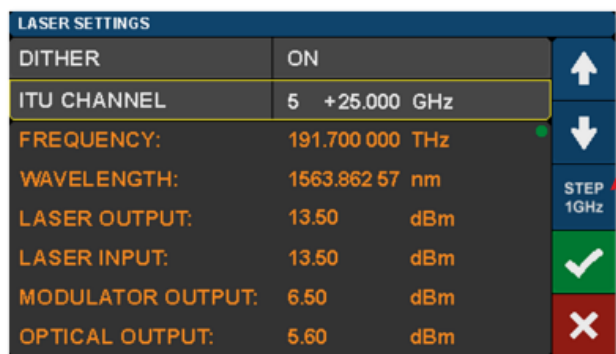 LASER SETTINGS
DITHER ON
ITU CHANNEL 5 +25.000 GHz
FREQUENCY: 191.700 000 THz
WAVELENGTH: 1563.862 57 nm
STEP
1GHz
LASER OUTPUT: 13.50 dBm
LASER INPUT: 13.50 dBm
MODULATOR OUTPUT: 6.50 dBm
OPTICAL OUTPUT: 5.60 dBm